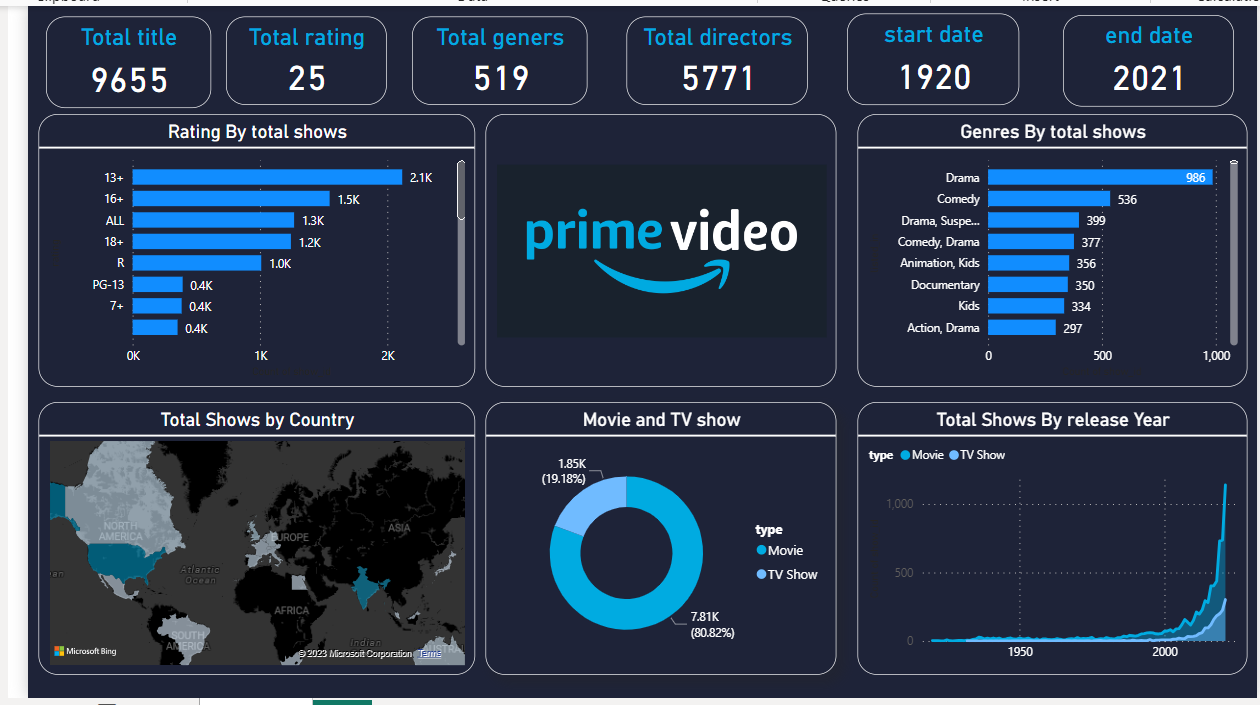 Total title
9655
Total rating
25
Total geners
519
Total directors
5771
start date
1920
end date
2021
Rating By total shows
13+ 2.1K
16+ 1.5K
ALL 1.3K
18+ 1.2K
R 1.0K
PG-13 0.4K
7+ 0.4K
0.4K
0K 1K 2K
prime video
Genres By total shows
Drama 986
Comedy 536
Drama, Suspe... 399
Comedy, Drama 377
Animation, Kids 356
Documentary 350
Kids 334
Action, Drama 297
0 500 1,000
Total Shows by Country
NORTH
AMERICA
EUROPE
ASIA
Atlantic
Ocean
AFRICA
SOUTH
AMERICA
Indian
Microsoft Bing
© 2023 Microsoft Corporation Terms
Movie and TV show
1.85K
(19.18%)
type
Movie
TV Show
7.81K
(80.82%)
Total Shows By release Year
type Movie TV Show
1,000
500
0
1950 2000